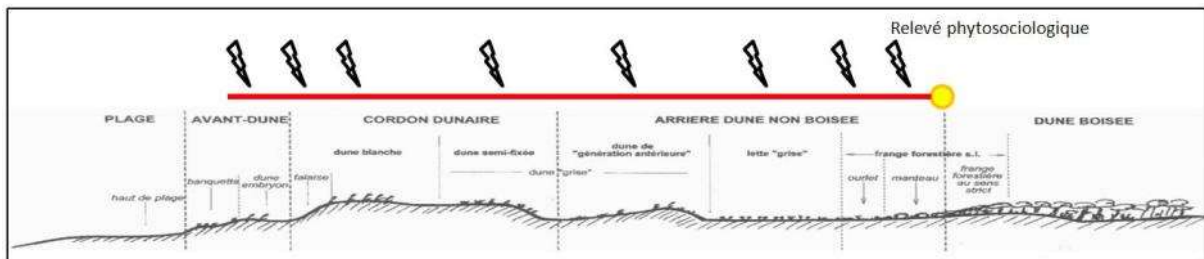 Relevé phytosociologique
PLAGE AVANT-DUNE CORDON DUNAIRE ARRIERE DUNE NON BOISEE DUNE BOISEE
dune blanche dune semi-fixée dune de "génération antérieure" lette "grise" frange forestière s.l.
dune "grise"
banquette dune embryon falaise ourlet manteau frange forestière au sens strict
haut de plage